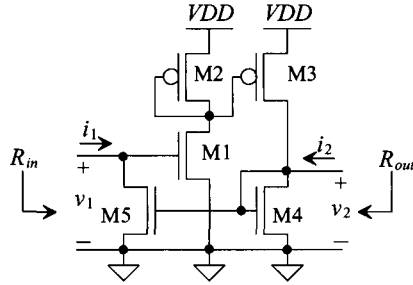 VDD VDD
M2 M3
i1 M1 i2
Rin + + Rout
v1 M5 M4 v2
− −